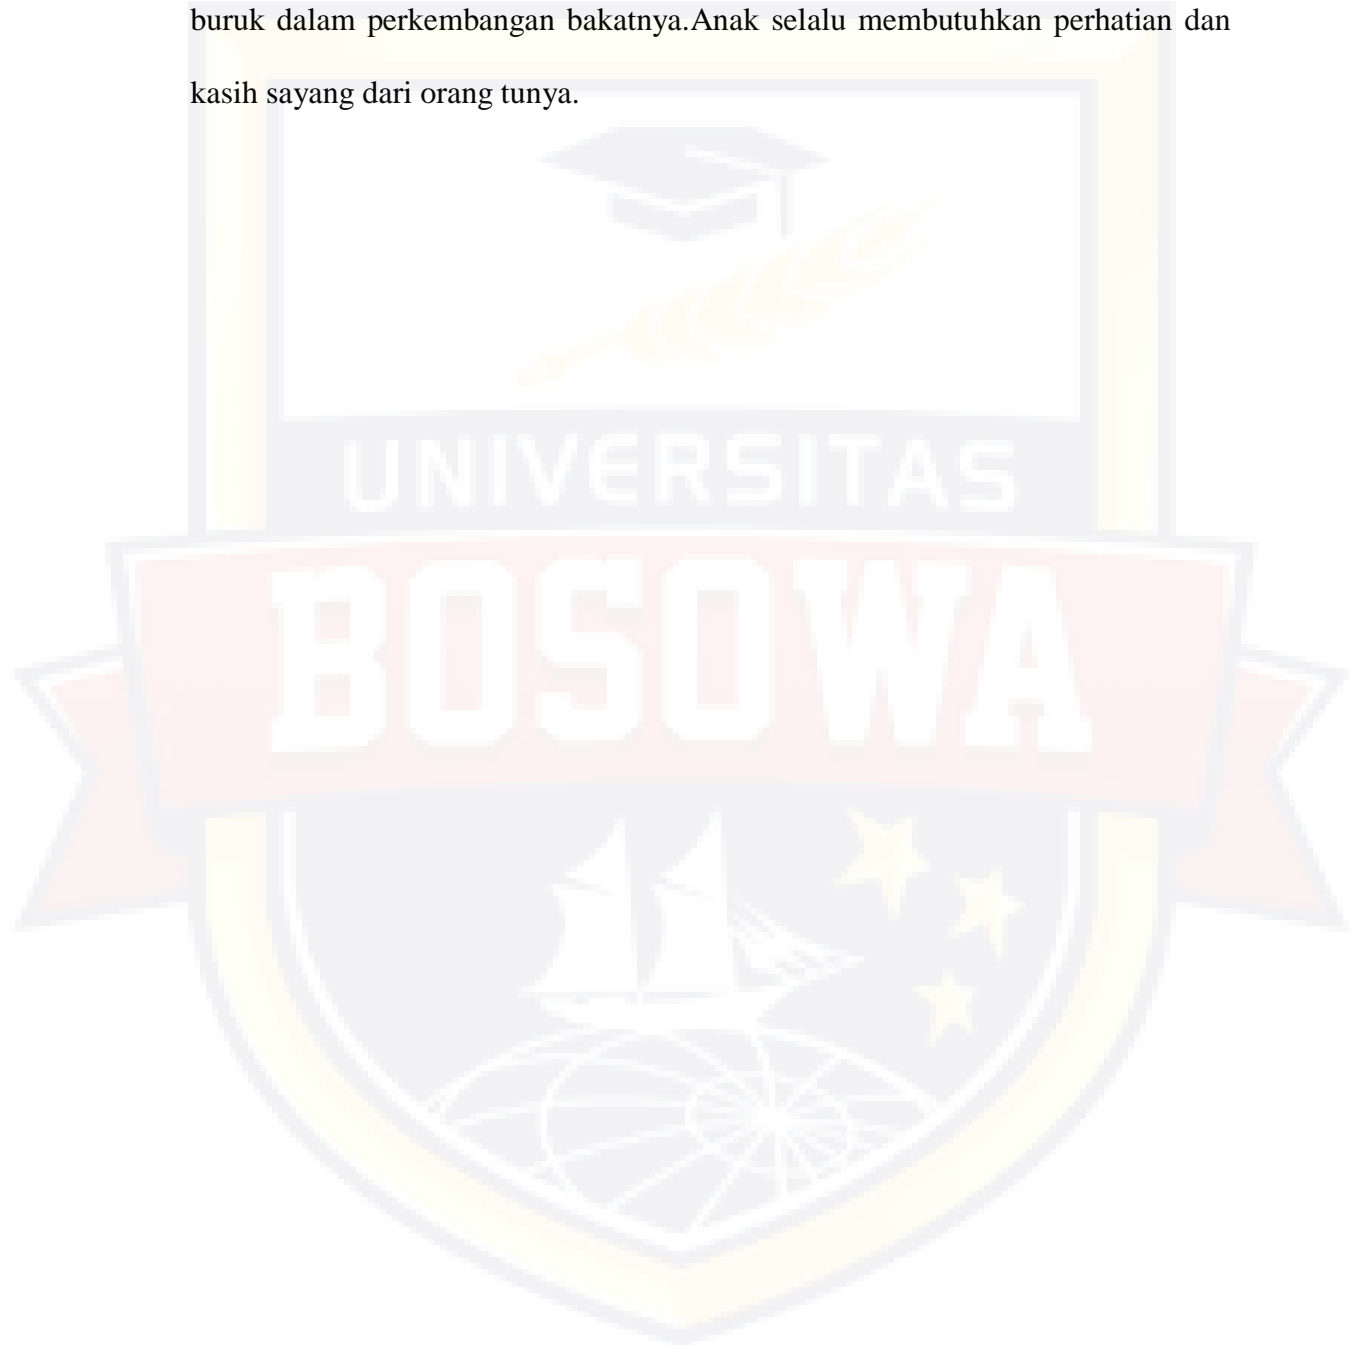 buruk dalam perkembangan bakatnya.Anak selalu membutuhkan perhatian dan
kasih sayang dari orang tunya.
UNIVERSITAS
BOSOWA